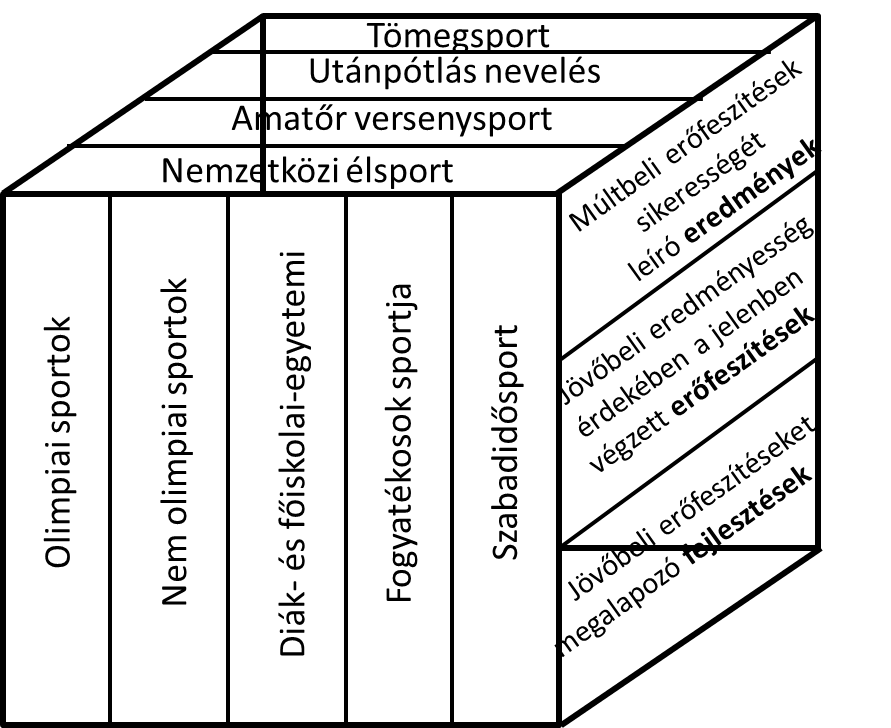 Tömegsport
Utánpótlás nevelés
Amatőr versenysport
Nemzetközi élsport
Olimpiai sportok
Nem olimpiai sportok
Diák- és főiskolai-egyetemi
Fogyatékosok sportja
Szabadidősport
Múltbeli erőfeszítések
sikerességét
leíró eredmények
Jövőbeli eredményesség
érdekében a jelenben
végzett erőfeszítések
Jövőbeli erőfeszítéseket
megalapozó fejlesztések